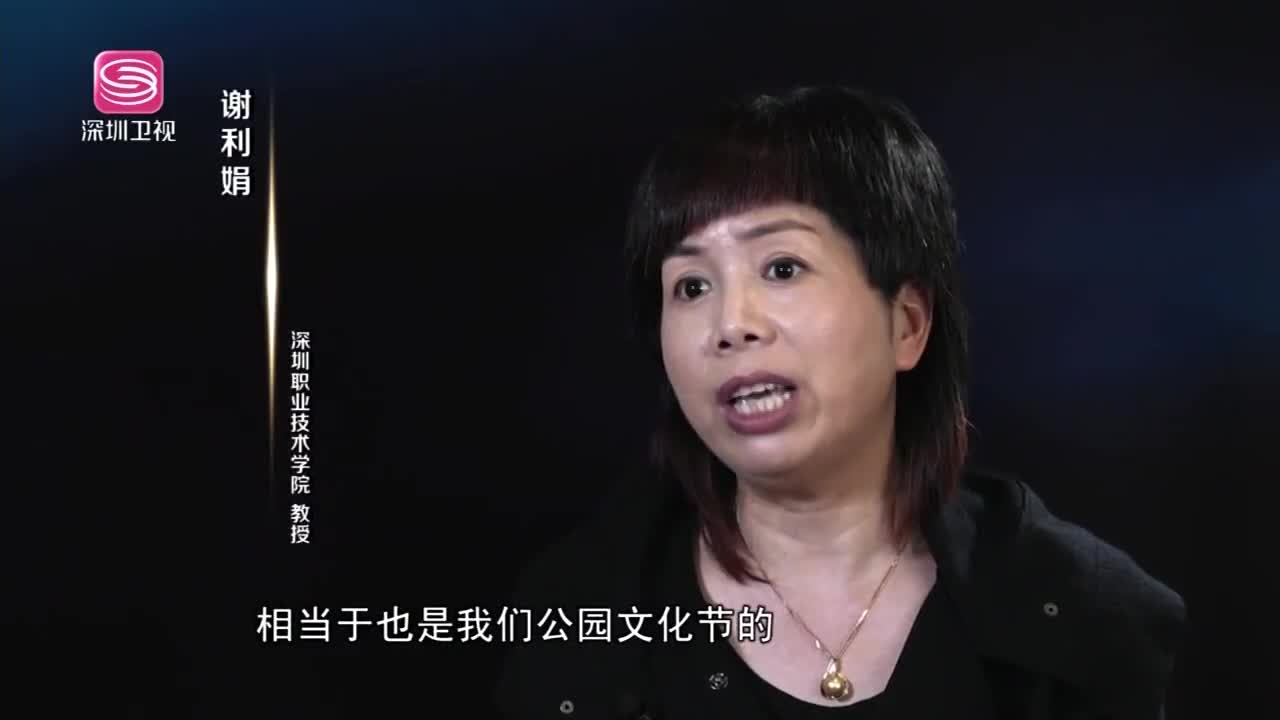 深圳卫视
谢利娟
深圳职业技术学院 教授
相当于也是我们公园文化节的